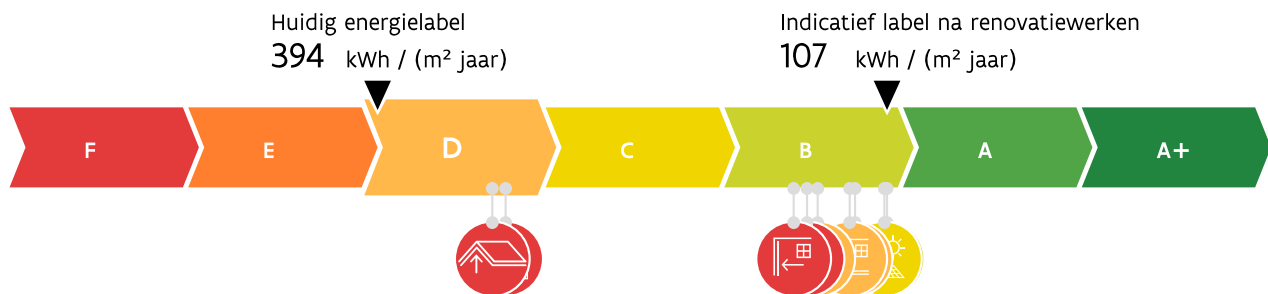 Huidig energielabel
394 kWh / (m² jaar)
Indicatief label na renovatiewerken
107 kWh / (m² jaar)
F E D C B A A+